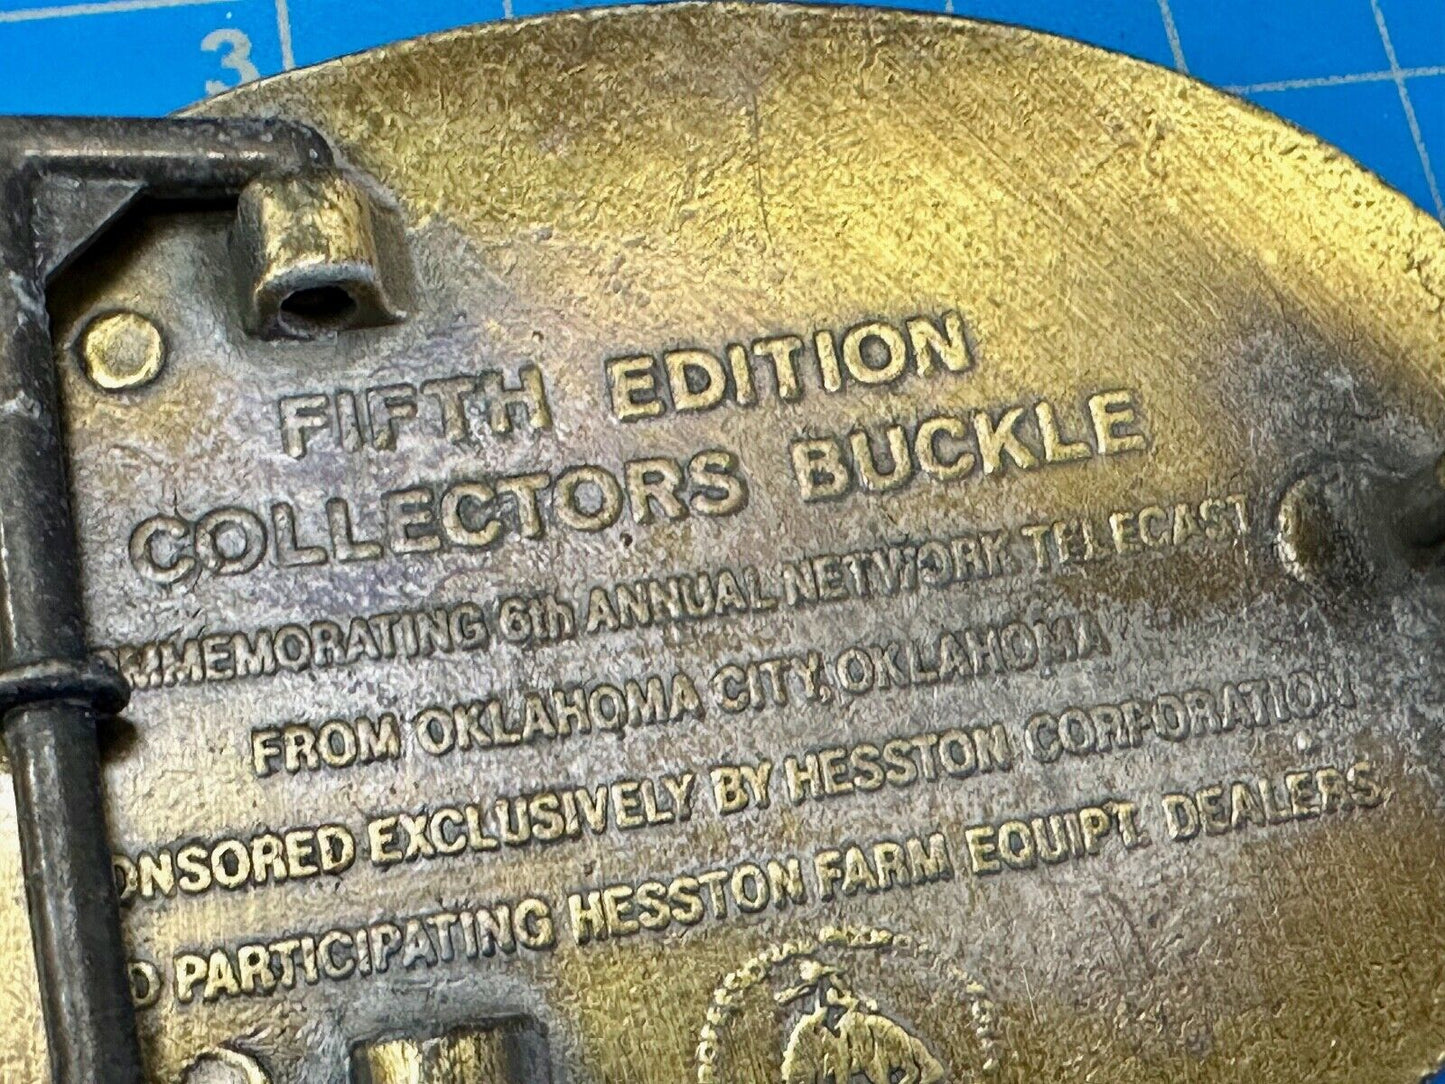 3
FIFTH EDITION
COLLECTORS BUCKLE
OMMEMORATING 6th ANNUAL NETWORK TELECAST
FROM OKLAHOMA CITY, OKLAHOMA
ONSORED EXCLUSIVELY BY HESSTON CORPORATION
D PARTICIPATING HESSTON FARM EQUIPT. DEALERS